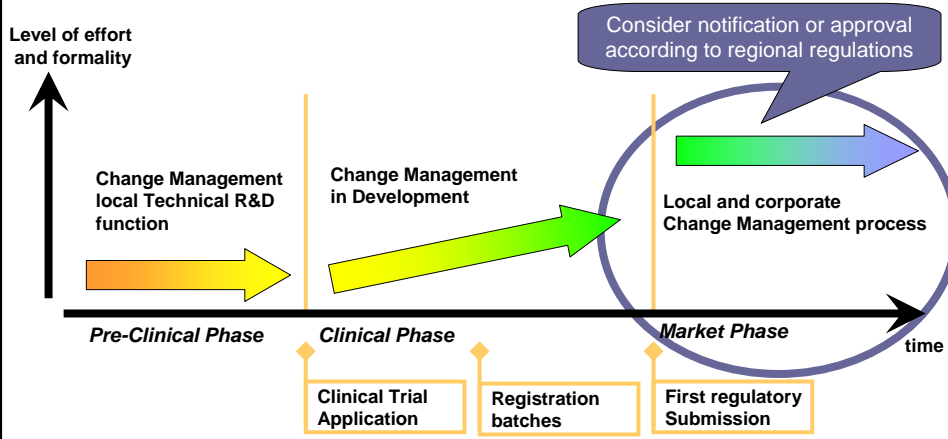 Consider notification or approval
according to regional regulations
Level of effort
and formality
Change Management
local Technical R&D
function
Change Management
in Development
Local and corporate
Change Management process
Pre-Clinical Phase
Clinical Phase
Market Phase
time
Clinical Trial
Application
Registration
batches
First regulatory
Submission